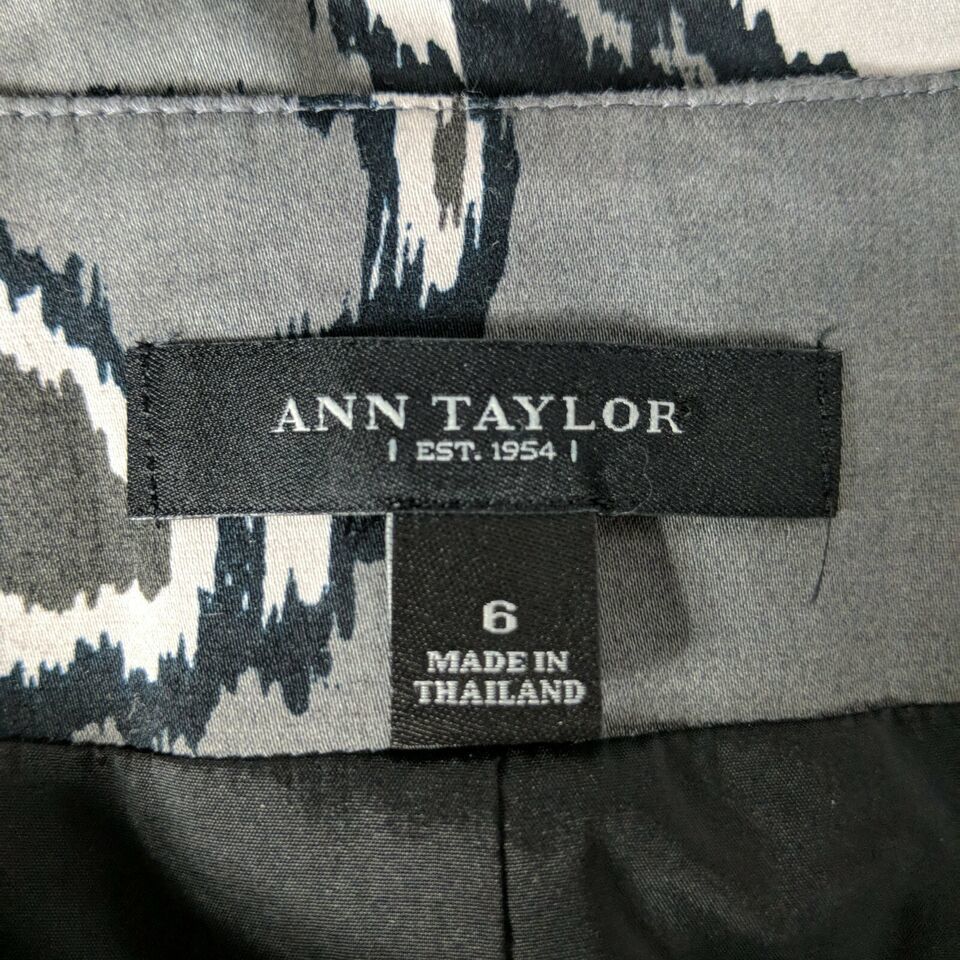 ANN TAYLOR
| EST. 1954 |
6
MADE IN
THAILAND